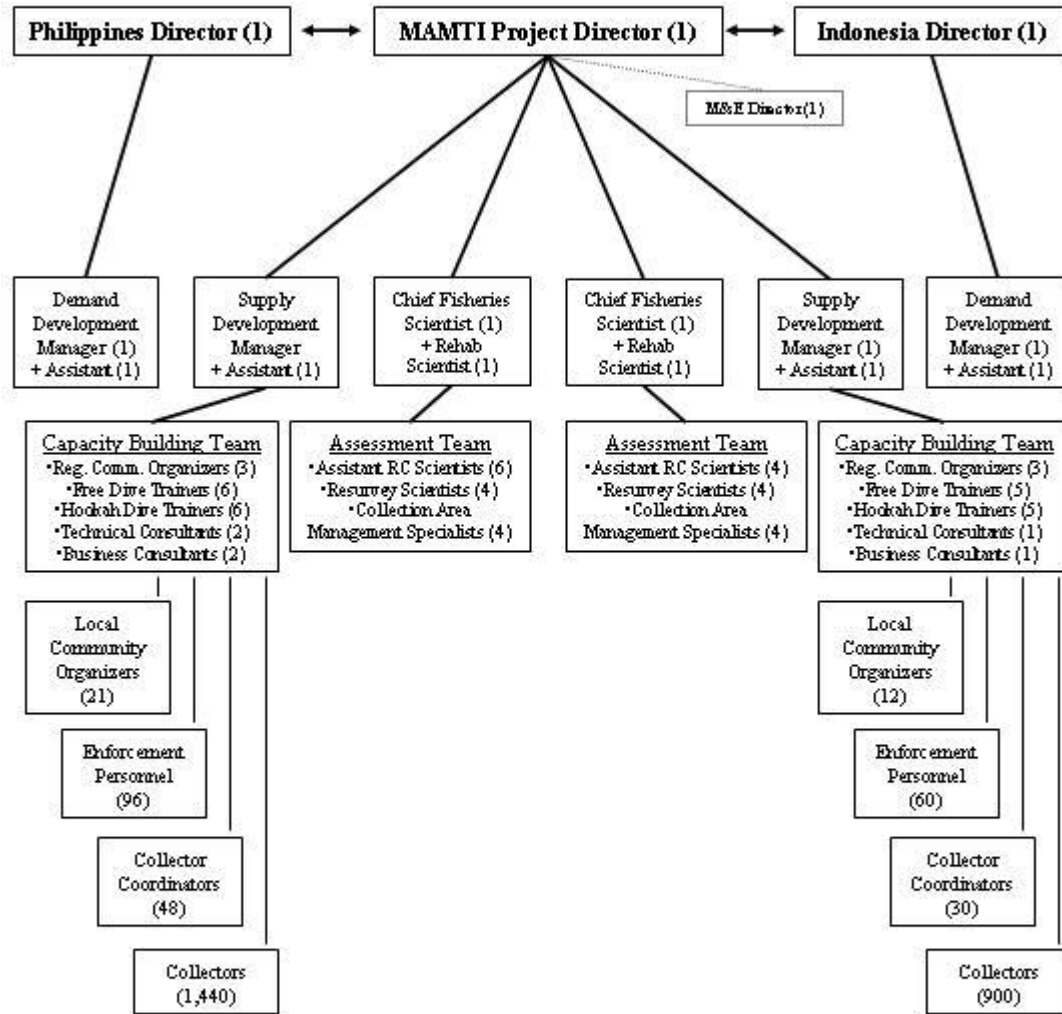 Philippines Director (1)
MAMTI Project Director (1)
Indonesia Director (1)
M&E Director (1)
Demand
Development
Manager (1)
+ Assistant (1)
Supply
Development
Manager
+ Assistant (1)
Chief Fisheries
Scientist (1)
+ Rehab
Scientist (1)
Chief Fisheries
Scientist (1)
+ Rehab
Scientist (1)
Supply
Development
Manager (1)
+ Assistant (1)
Demand
Development
Manager (1)
+ Assistant (1)
Capacity Building Team
•Reg. Comm. Organizers (3)
•Free Dive Trainers (6)
•Hookah Dive Trainers (6)
•Technical Consultants (2)
•Business Consultants (2)
Assessment Team
•Assistant RC Scientists (6)
•Resurvey Scientists (4)
•Collection Area
Management Specialists (4)
Assessment Team
•Assistant RC Scientists (4)
•Resurvey Scientists (4)
•Collection Area
Management Specialists (4)
Capacity Building Team
•Reg. Comm. Organizers (3)
•Free Dive Trainers (5)
•Hookah Dive Trainers (5)
•Technical Consultants (1)
•Business Consultants (1)
Local
Community
Organizers
(21)
Enforcement
Personnel
(96)
Collector
Coordinators
(48)
Collectors
(1,440)
Local
Community
Organizers
(12)
Enforcement
Personnel
(60)
Collector
Coordinators
(30)
Collectors
(900)